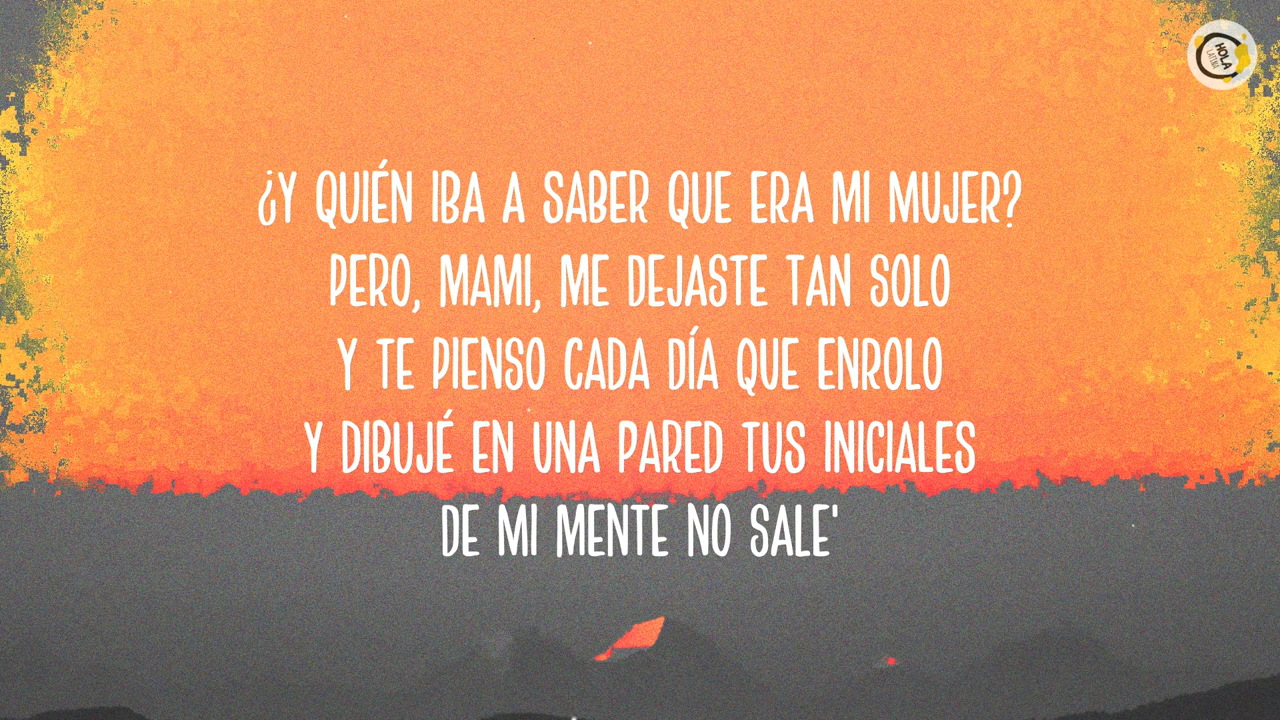 HOLA
LATINA
¿Y QUIÉN IBA A SABER QUE ERA MI MUJER?
PERO, MAMI, ME DEJASTE TAN SOLO
Y TE PIENSO CADA DÍA QUE ENROLO
Y DIBUJÉ EN UNA PARED TUS INICIALES
DE MI MENTE NO SALE'